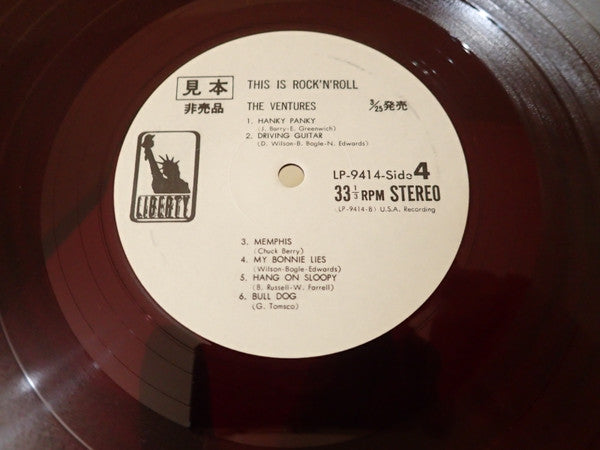 見本
非売品
THIS IS ROCK'N'ROLL
THE VENTURES
3/25発売
1. HANKY PANKY
(J. Barry-E. Greenwich)
2. DRIVING GUITAR
(D. Wilson-B. Bogle-N. Edwards)
LIBERTY
LP-9414-Side 4
33 1/3 RPM STEREO
(LP-9414-B) U.S.A. Recording
3. MEMPHIS
(Chuck Berry)
4. MY BONNIE LIES
(Wilson-Bogle-Edwards)
5. HANG ON SLOOPY
(B. Russell-W. Farrell)
6. BULL DOG
(G. Tomsco)